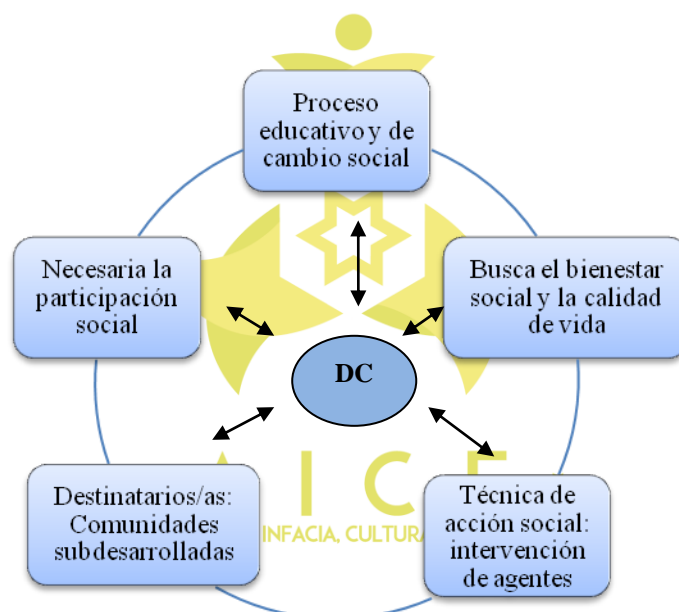 Proceso
educativo y de
cambio social
Necesaria la
participación
social
Busca el bienestar
social y la calidad
de vida
DC
Destinatarios/as:
Comunidades
subdesarrolladas
Técnica de
acción social:
intervención
de agentes
I C
INFACIA, CULTURA